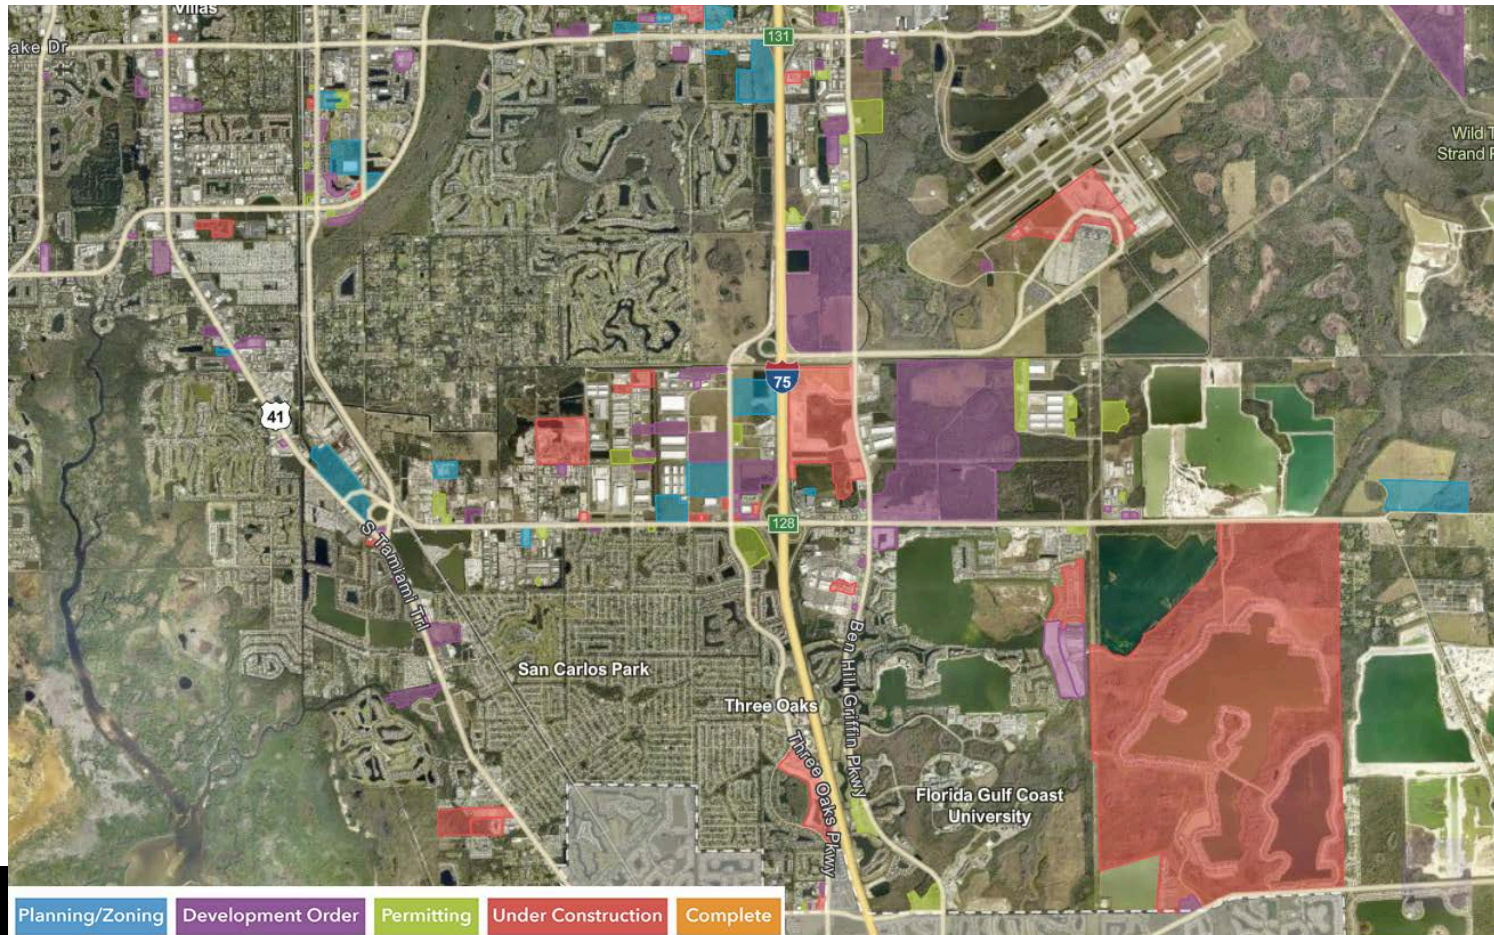 Villas
ake Dr
131
Wild T
Strand P
75
41
128
S Tamiami Trl
San Carlos Park
Three Oaks
Ben Hill Griffin Pkwy
Three Oaks Pkwy
Florida Gulf Coast
University
Planning/Zoning
Development Order
Permitting
Under Construction
Complete